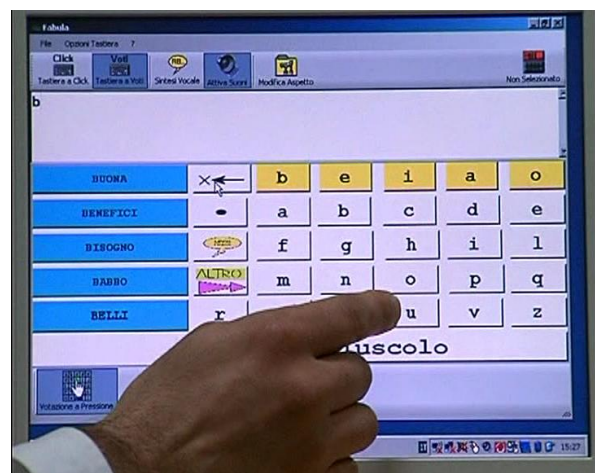 Fabula
File Opzioni Tastiera ?
Click Voti
Tastiera a Click Tastiera a Voti Sintesi Vocale Attiva Suoni Modifica Aspetto Non Selezionato
b
BUONA b e i a o
BENEFICI a b c d e
BISOGNO f g h i l
BABBO ALTRO m n o p q
BELLI r u v z
uscolo
Votazione a Pressione
15:27